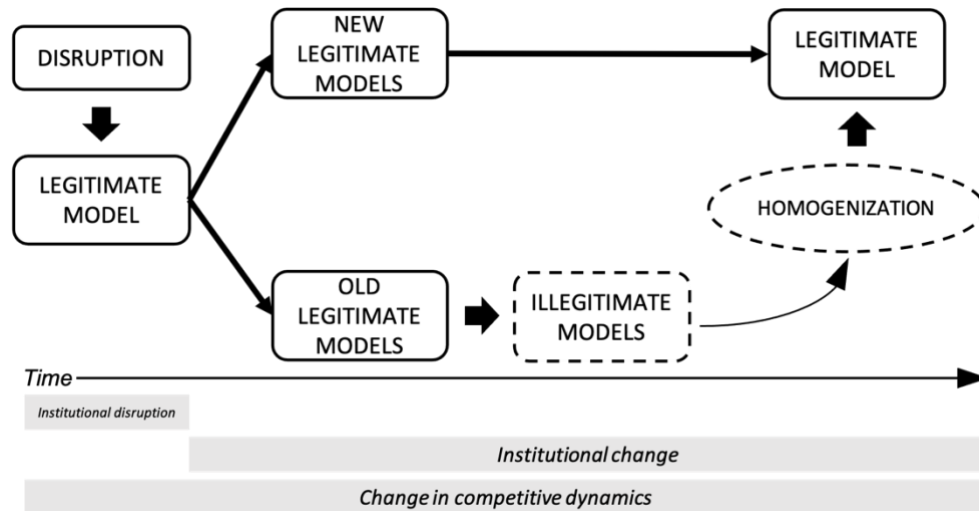 DISRUPTION
LEGITIMATE
MODEL
NEW
LEGITIMATE
MODELS
LEGITIMATE
MODEL
HOMOGENIZATION
OLD
LEGITIMATE
MODELS
ILLEGITIMATE
MODELS
Time
Institutional disruption
Institutional change
Change in competitive dynamics